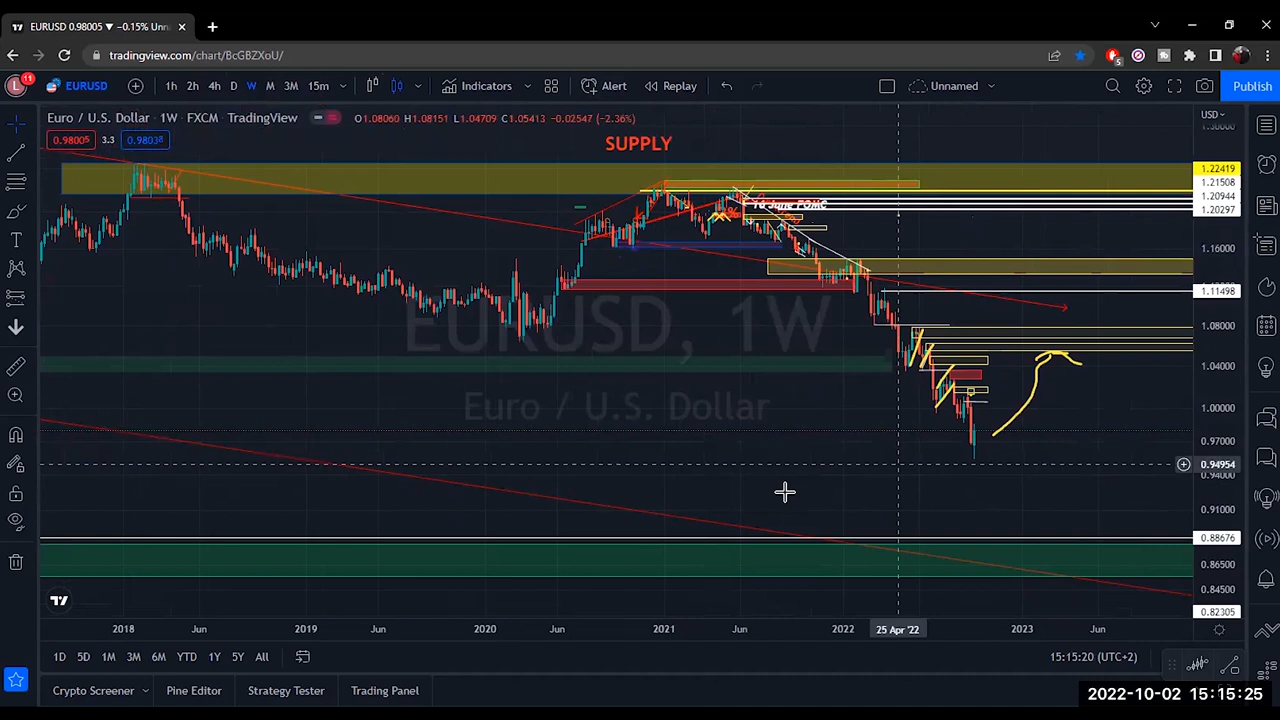 EURUSD 0.98005 ▼ −0.15% Unn
tradingview.com/chart/BcGBZXoU/
L 11 EURUSD 1h 2h 4h D W M 3M 15m Indicators Alert Replay Unnamed Publish
Euro / U.S. Dollar · 1W · FXCM · TradingView O1.08060 H1.08151 L1.04709 C1.05413 −0.02547 (−2.36%) USD
0.98005 3.3 0.98038
SUPPLY
1.22419
1.21508
1.20944
1.20297
16 June FOMC
1.16000
1.11498
1.08000
1.04000
1.00000
0.97000
0.94954
0.94000
0.91000
0.88676
0.86500
0.84500
0.82305
EURUSD, 1W
Euro / U.S. Dollar
2018 Jun 2019 Jun 2020 Jun 2021 Jun 2022 25 Apr '22 2023 Jun
1D 5D 1M 3M 6M YTD 1Y 5Y All 15:15:20 (UTC+2)
Crypto Screener Pine Editor Strategy Tester Trading Panel
2022-10-02 15:15:25